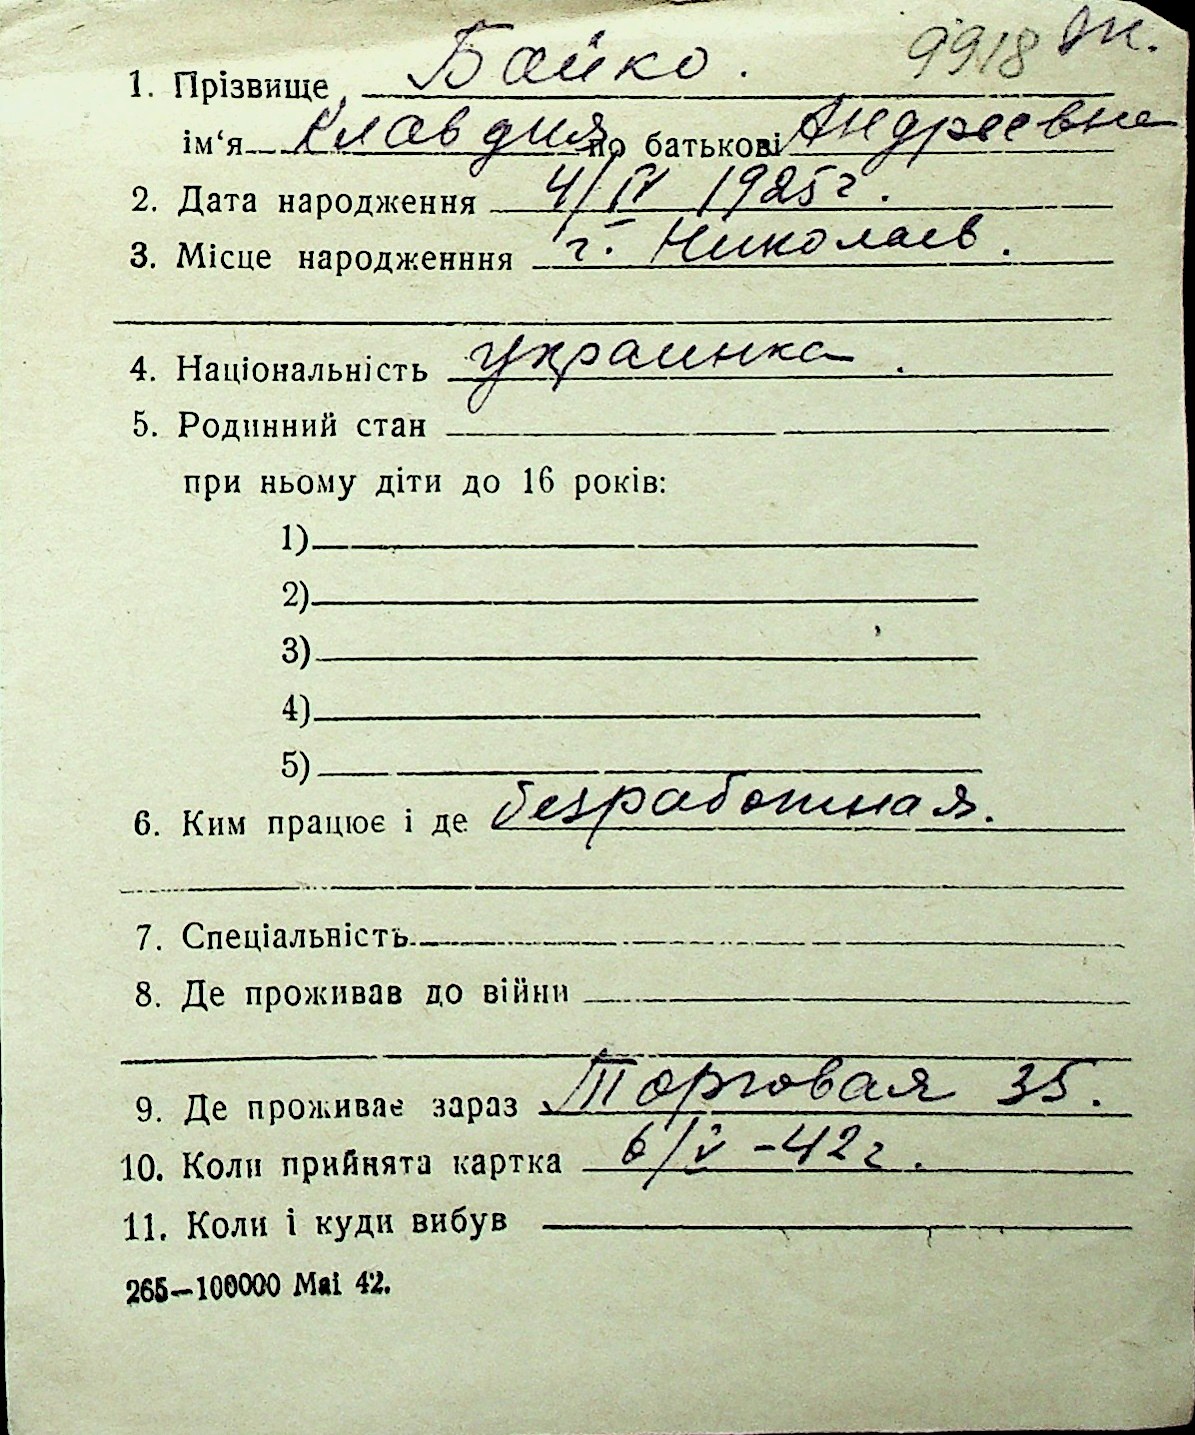 9918 Ж.
1. Прізвище Байко.
ім‘я Клавдия по батькові Андреевна
2. Дата народження 4/IV 1925г.
3. Місце народженння г. Николаев.
4. Національність украинка.
5. Родинний стан
при ньому діти до 16 років:
1)
2)
3)
4)
5)
6. Ким працює і де безработная.
7. Спеціальність
8. Де проживав до війни
9. Де проживає зараз Торговая 35.
10. Коли прийнята картка 6/V-42г.
11. Коли і куди вибув
265—100000 Mai 42.